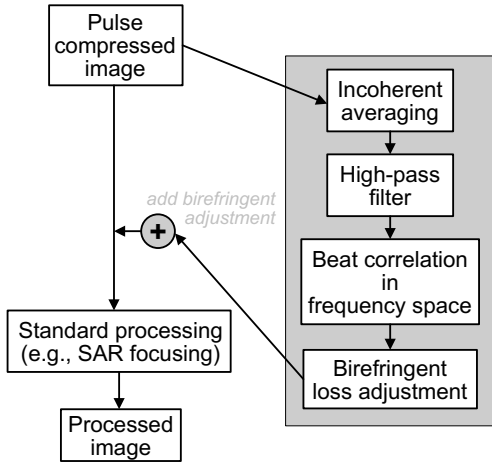 Pulse
compressed
image
Incoherent
averaging
High-pass
filter
add birefringent
adjustment
+
Beat correlation
in
frequency space
Standard processing
(e.g., SAR focusing)
Birefringent
loss adjustment
Processed
image